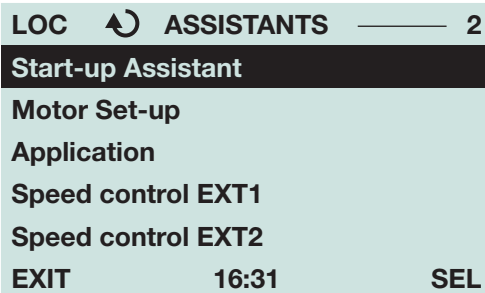 LOC ASSISTANTS 2
Start-up Assistant
Motor Set-up
Application
Speed control EXT1
Speed control EXT2
EXIT 16:31 SEL